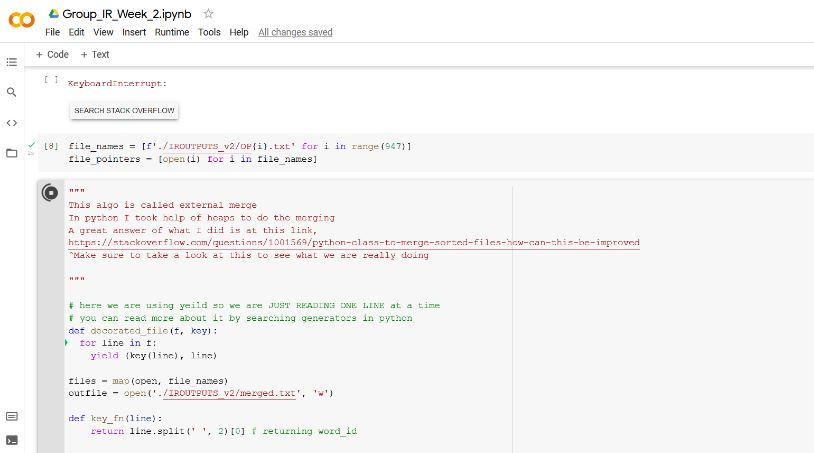 Group_IR_Week_2.ipynb
File Edit View Insert Runtime Tools Help All changes saved
+ Code + Text
[ ] KeyboardInterrupt:
SEARCH STACK OVERFLOW
[8] file_names = [f'./IROUTPUTS_v2/OP{i}.txt' for i in range(947)]
file_pointers = [open(i) for i in file_names]
"""
This algo is called external merge
In python I took help of heaps to do the merging
A great answer of what I did is at this link,
https://stackoverflow.com/questions/1001569/python-class-to-merge-sorted-files-how-can-this-be-improved
^Make sure to take a look at this to see what we are really doing
"""
# here we are using yeild so we are JUST READING ONE LINE at a time
# you can read more about it by searching generators in python
def decorated_file(f, key):
for line in f:
yield (key(line), line)
files = map(open, file_names)
outfile = open('./IROUTPUTS_v2/merged.txt', 'w')
def key_fn(line):
return line.split(' ', 2)[0] # returning word_id